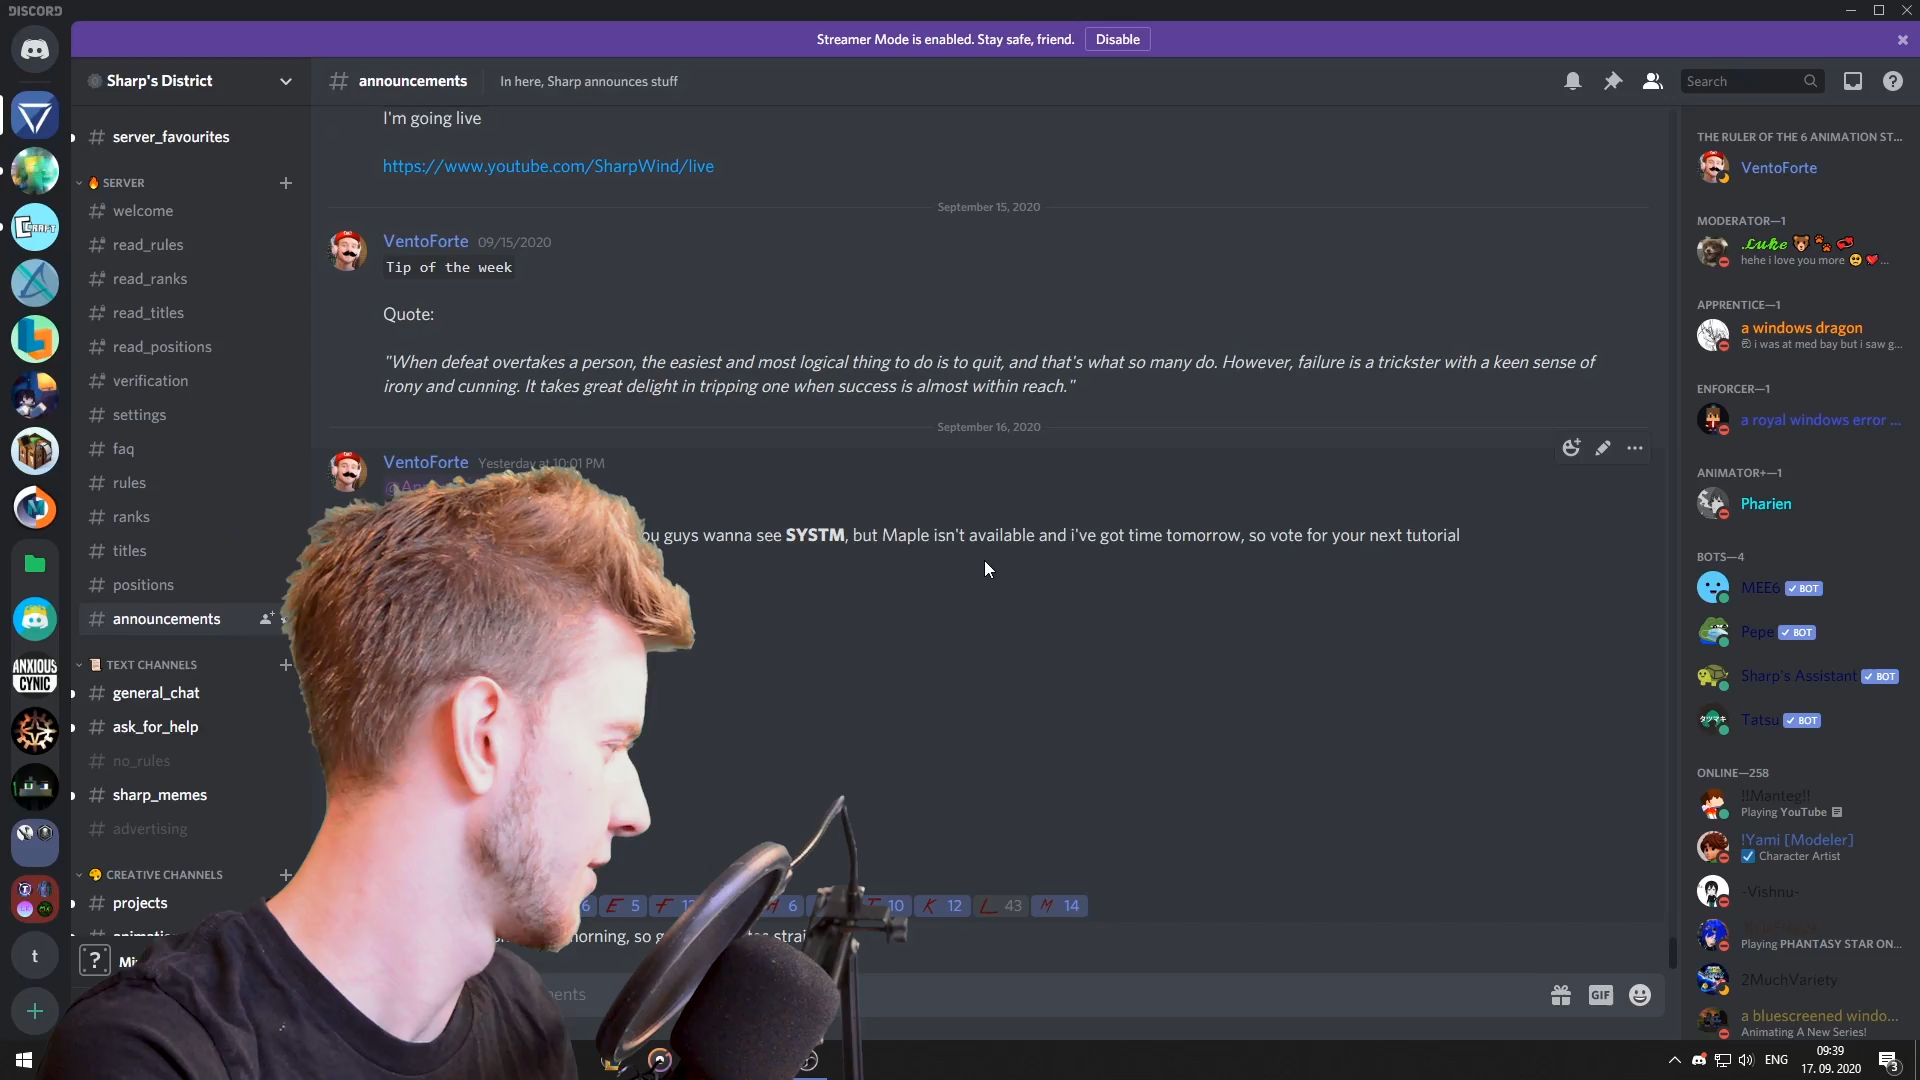 DISCORD
Streamer Mode is enabled. Stay safe, friend.
Disable
Sharp's District
# announcements
In here, Sharp announces stuff
Search
# server_favourites
SERVER
welcome
read_rules
read_ranks
read_titles
read_positions
verification
settings
faq
rules
ranks
titles
positions
announcements
TEXT CHANNELS
general_chat
ask_for_help
no_rules
sharp_memes
advertising
CREATIVE CHANNELS
projects
CRAFT
ANXIOUS
CYNIC
t
I'm going live
https://www.youtube.com/SharpWind/live
September 15, 2020
VentoForte 09/15/2020
Tip of the week
Quote:
"When defeat overtakes a person, the easiest and most logical thing to do is to quit, and that's what so many do. However, failure is a trickster with a keen sense of
irony and cunning. It takes great delight in tripping one when success is almost within reach."
September 16, 2020
VentoForte Yesterday at 10:01 PM
guys wanna see SYSTM, but Maple isn't available and i've got time tomorrow, so vote for your next tutorial
6 E 5 F 6 10 K 12 L 43 M 14
morning, so
GIF
THE RULER OF THE 6 ANIMATION ST...
VentoForte
MODERATOR—1
.Luke
hehe i love you more
APPRENTICE—1
a windows dragon
i was at med bay but i saw g...
ENFORCER—1
a royal windows error ...
ANIMATOR+—1
Pharien
BOTS—4
MEE6 ✓ BOT
Pepe ✓ BOT
Sharp's Assistant ✓ BOT
Tatsu ✓ BOT
ONLINE—258
!!Manteg!!
Playing YouTube
!Yami [Modeler]
Character Artist
-Vishnu-
Playing PHANTASY STAR ON...
2MuchVariety
a bluescreened windo...
Animating A New Series!
ENG
09:39
17. 09. 2020
3